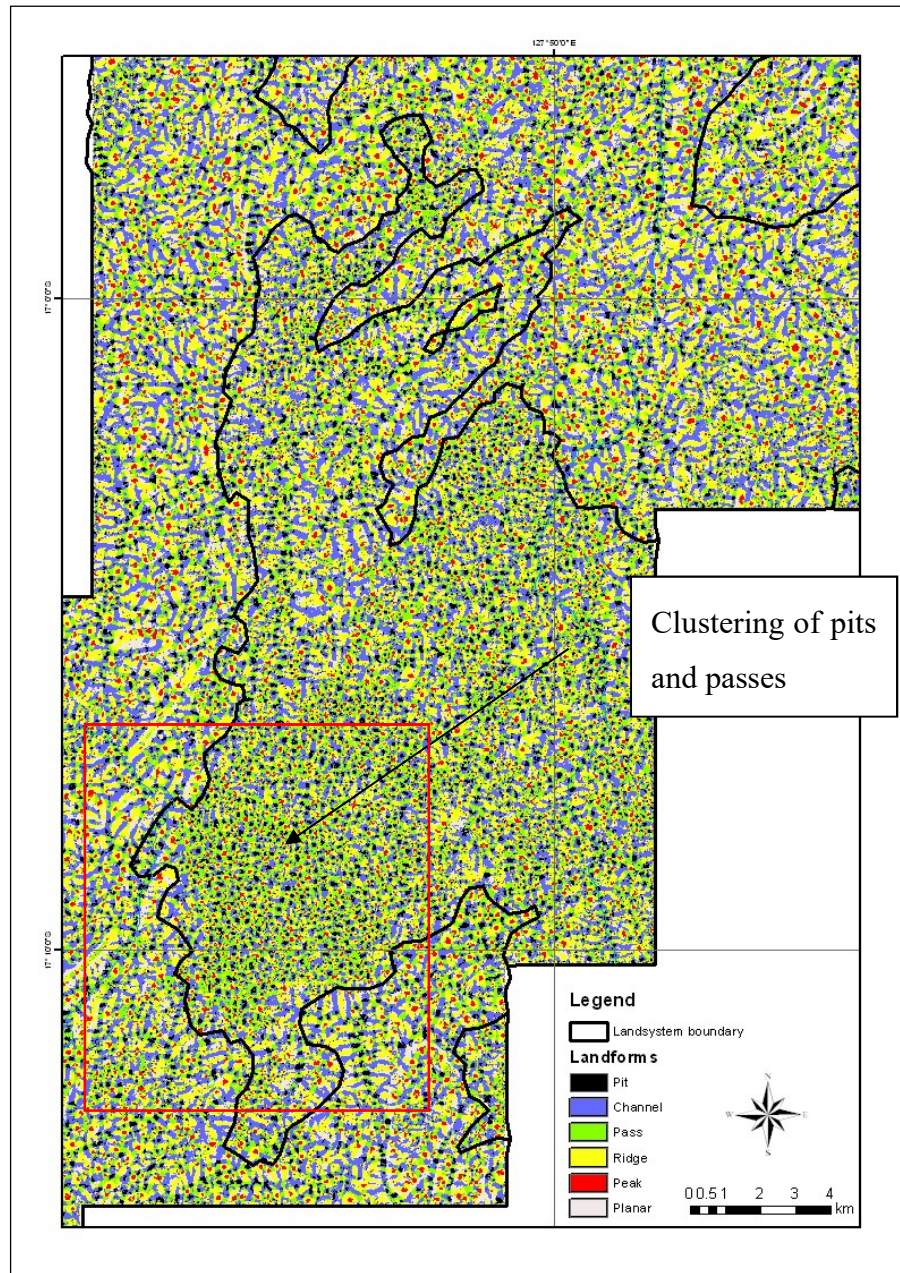 127°50'0"E
17°0'0"S
Clustering of pits
and passes
17°10'0"S
Legend
Landsystem boundary
Landforms
Pit
Channel
Pass
Ridge
Peak
Planar
N
W E
S
0 0.5 1 2 3 4
km